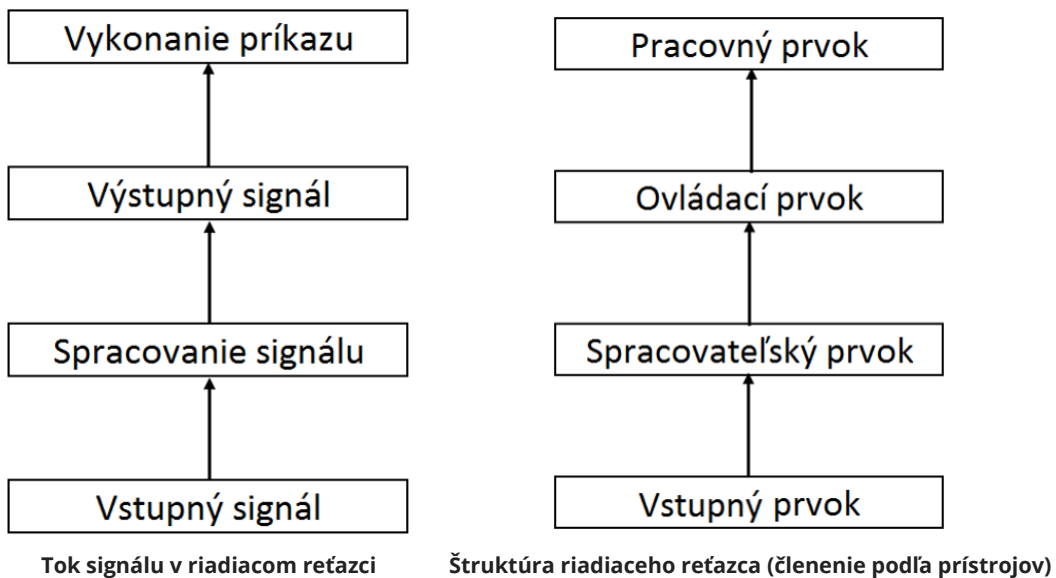 Vykonanie príkazu
Výstupný signál
Spracovanie signálu
Vstupný signál
Tok signálu v riadiacom reťazci
Pracovný prvok
Ovládací prvok
Spracovateľský prvok
Vstupný prvok
Štruktúra riadiaceho reťazca (členenie podľa prístrojov)